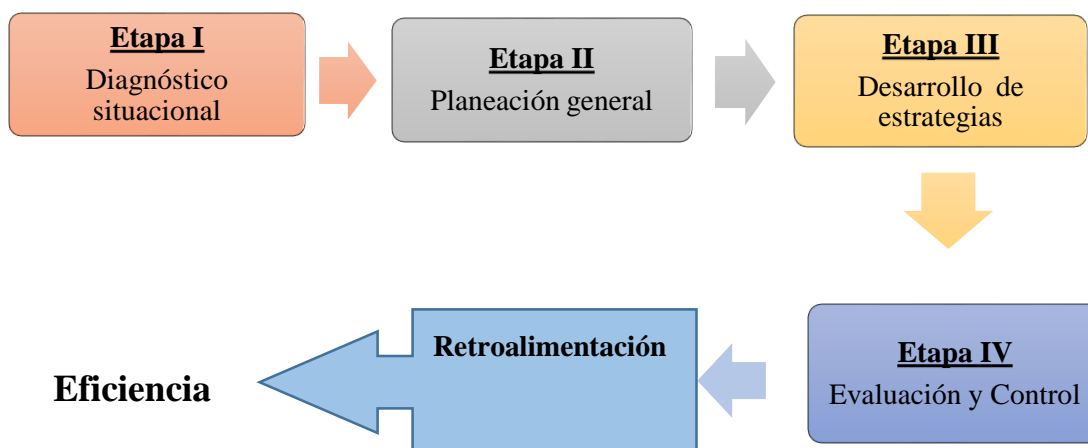 Etapa I
Diagnóstico
situacional
Etapa II
Planeación general
Etapa III
Desarrollo de
estrategias
Etapa IV
Evaluación y Control
Retroalimentación
Eficiencia